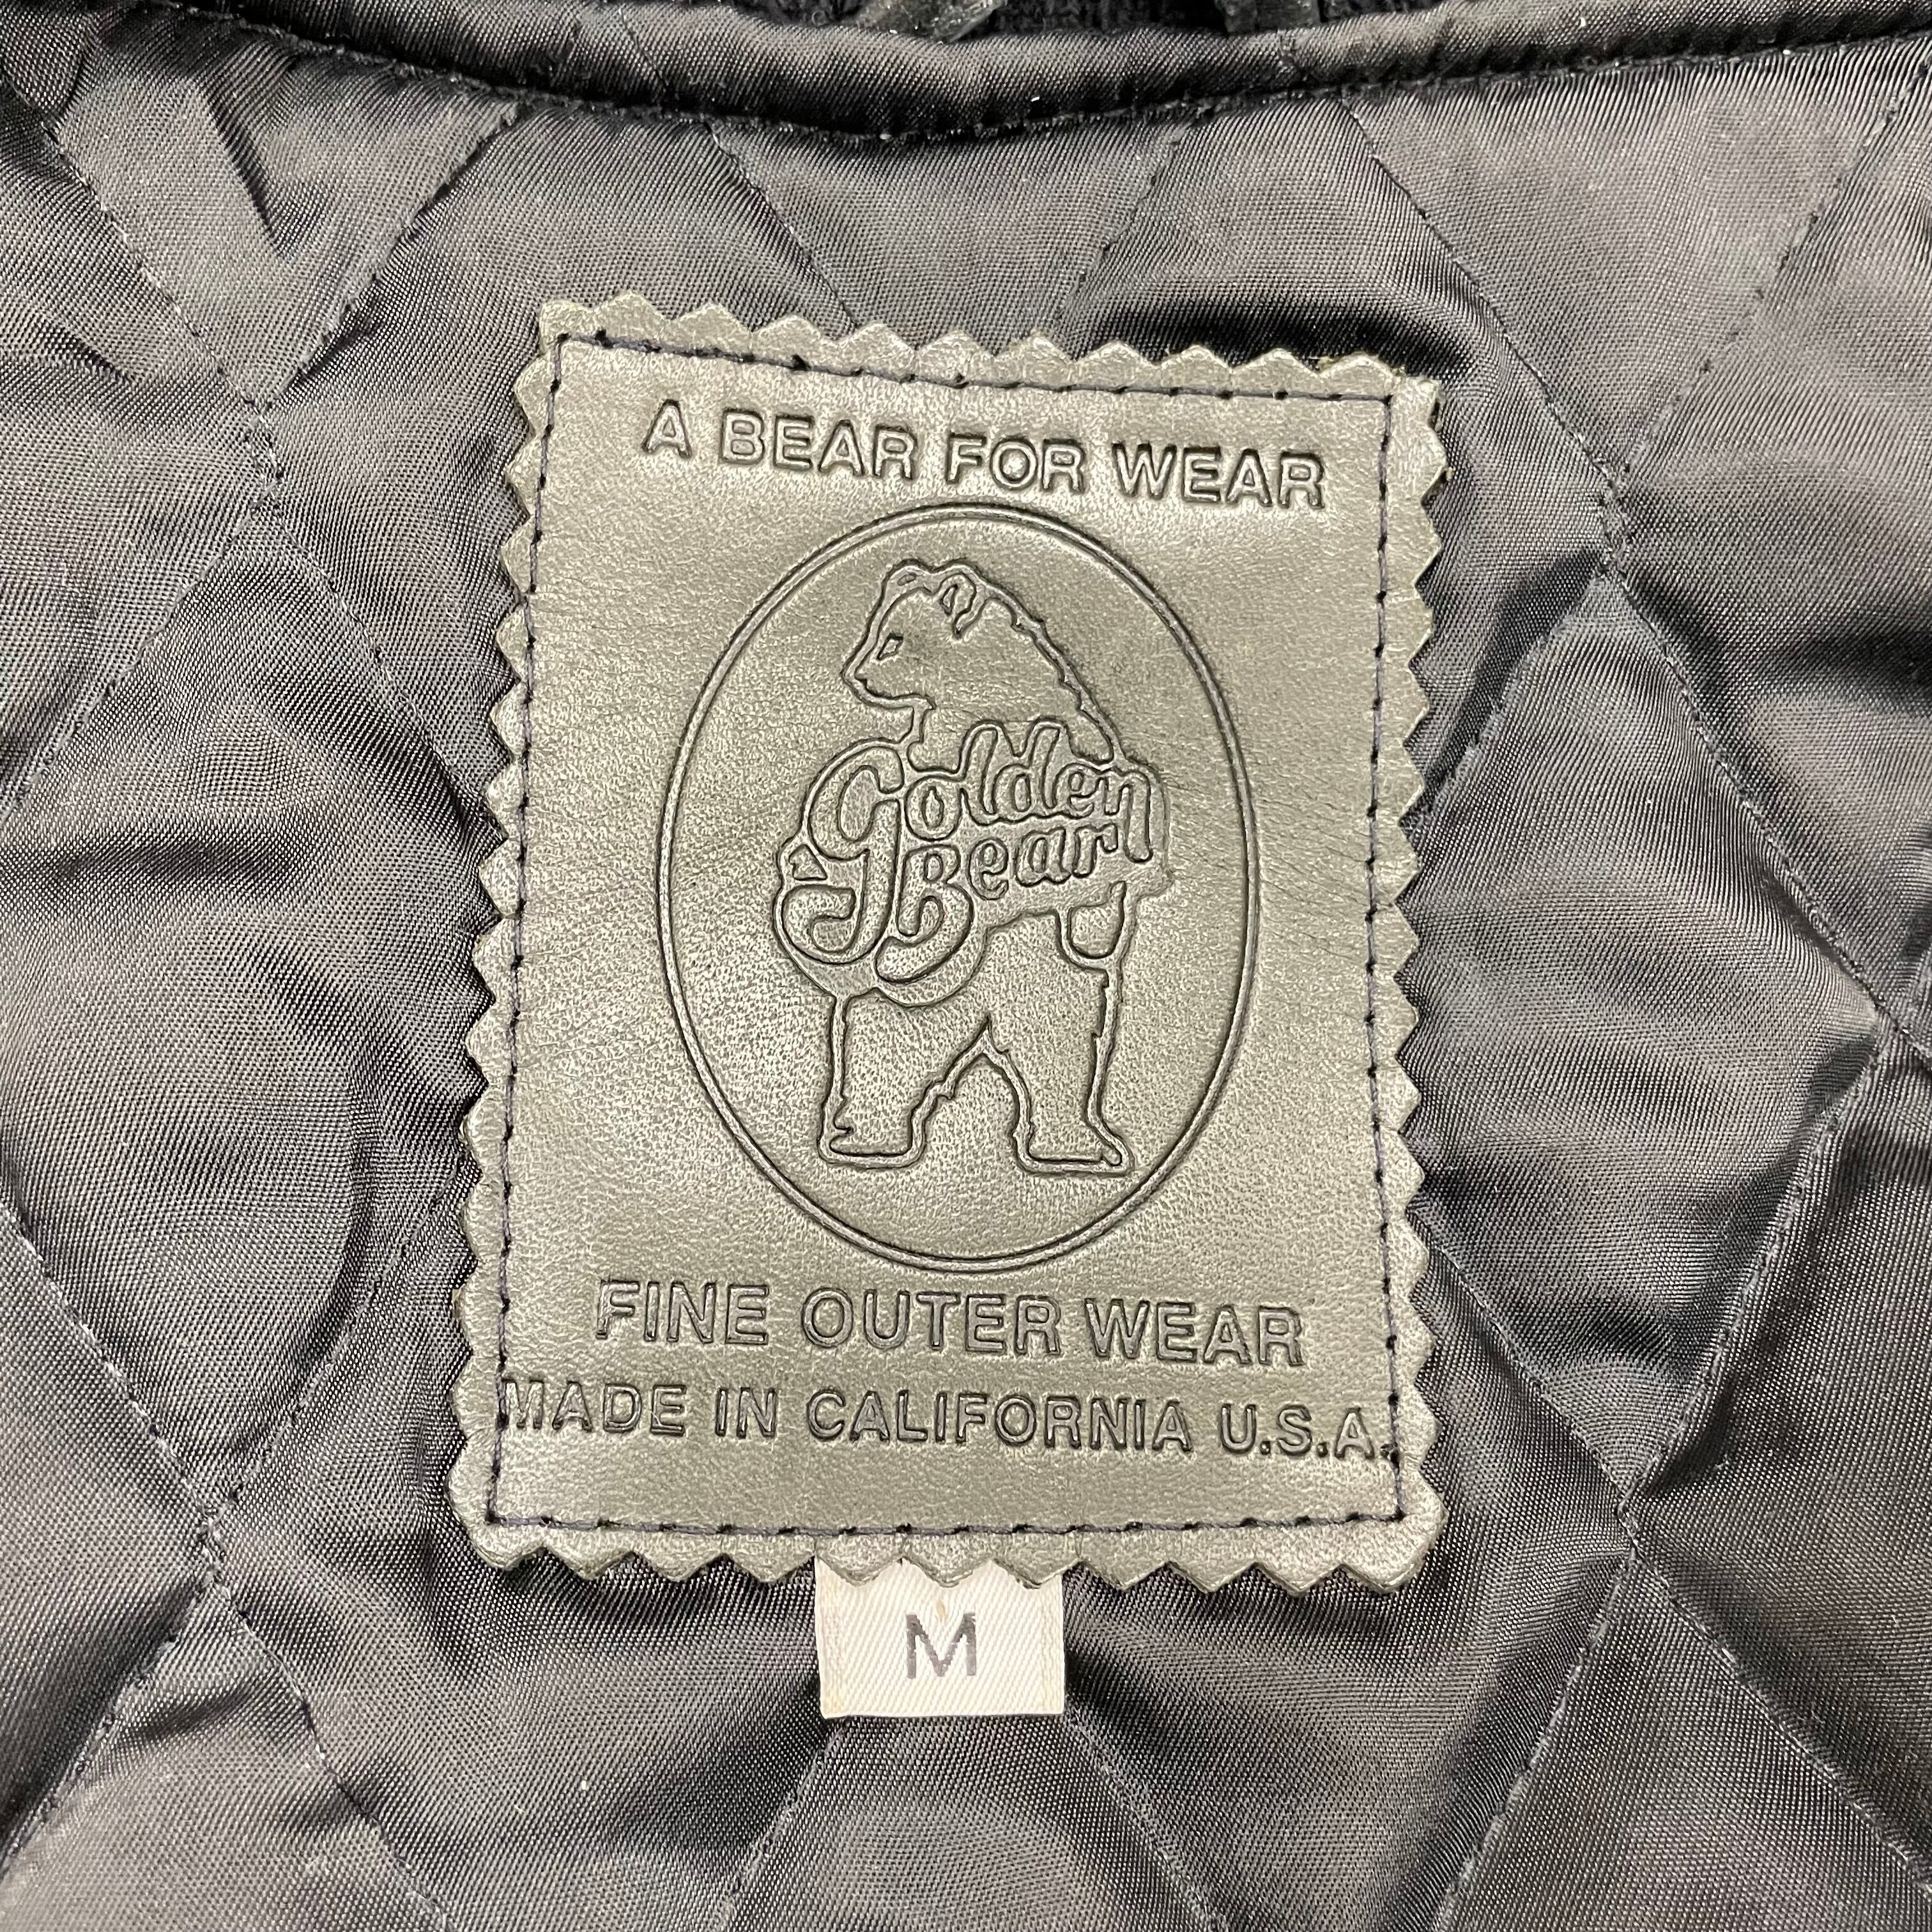 A BEAR FOR WEAR
Golden
Bear
FINE OUTER WEAR
MADE IN CALIFORNIA U.S.A.
M